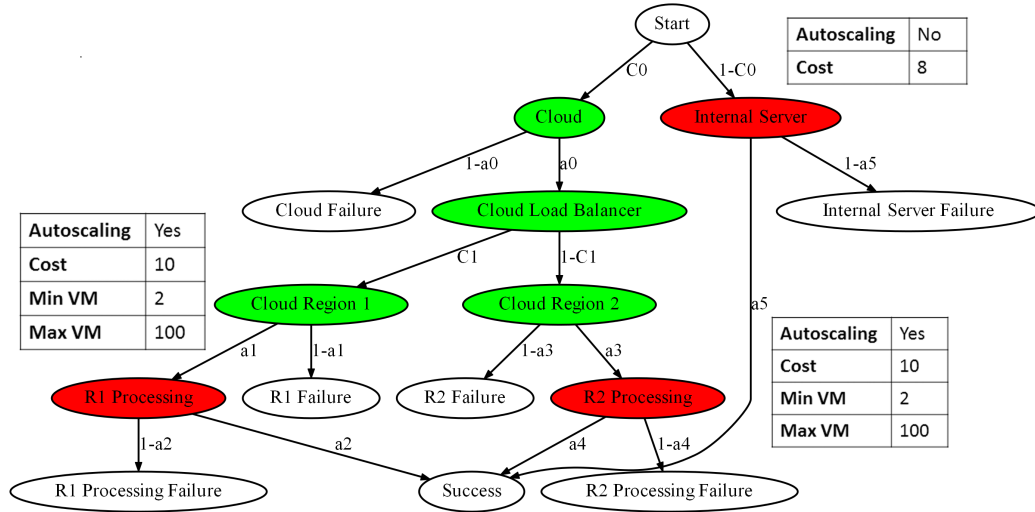 Start
Autoscaling No
Cost 8
C0
1-C0
Cloud
Internal Server
1-a0
a0
1-a5
Cloud Failure
Cloud Load Balancer
Internal Server Failure
Autoscaling Yes
Cost 10
Min VM 2
Max VM 100
C1
1-C1
Cloud Region 1
Cloud Region 2
a5
Autoscaling Yes
Cost 10
Min VM 2
Max VM 100
a1
1-a1
1-a3
a3
R1 Processing
R1 Failure
R2 Failure
R2 Processing
1-a2
a2
a4
1-a4
R1 Processing Failure
Success
R2 Processing Failure